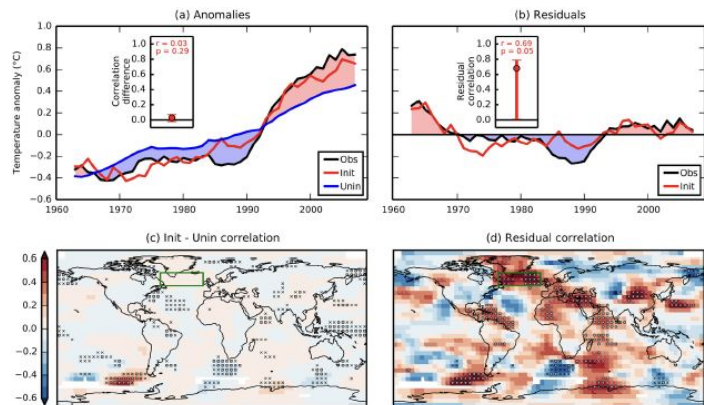 (a) Anomalies
1.0
0.8
0.6
0.4
0.2
0.0
−0.2
−0.4
−0.6
Temperature anomaly (°C)
1.0
0.8
0.6
0.4
0.2
0.0
Correlation
difference
r = 0.03
p = 0.29
Obs
Init
Unin
1960
1970
1980
1990
2000
(b) Residuals
1.0
0.8
0.6
0.4
0.2
0.0
Residual
correlation
r = 0.69
p = 0.05
Obs
Init
1960
1970
1980
1990
2000
(c) Init - Unin correlation
0.6
0.4
0.2
0.0
−0.2
−0.4
−0.6
(d) Residual correlation